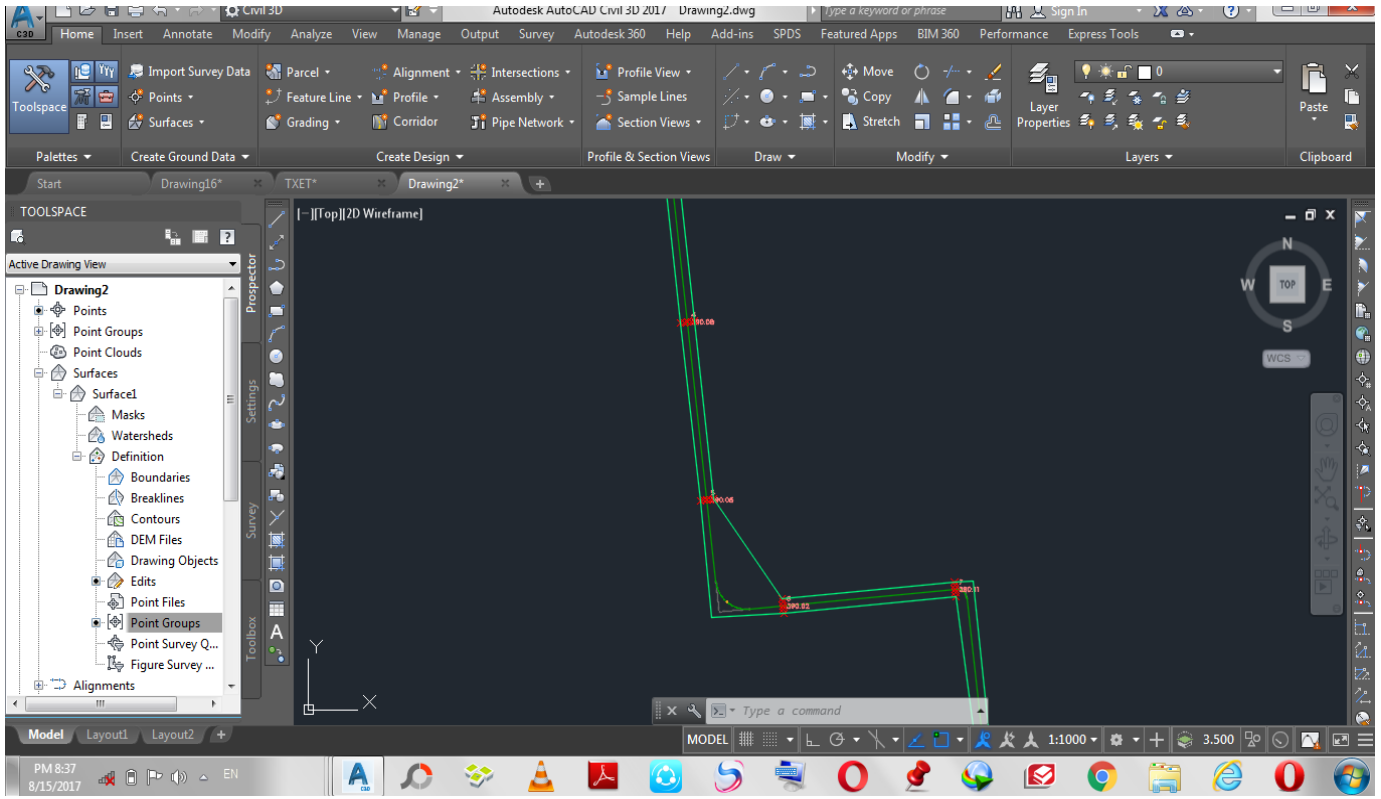 Civil 3D
Autodesk AutoCAD Civil 3D 2017 Drawing2.dwg
Type a keyword or phrase
Sign In
C3D
Home Insert Annotate Modify Analyze View Manage Output Survey Autodesk 360 Help Add-ins SPDS Featured Apps BIM 360 Performance Express Tools
Toolspace
Import Survey Data
Points
Surfaces
Parcel
Feature Line
Grading
Alignment
Profile
Corridor
Intersections
Assembly
Pipe Network
Profile View
Sample Lines
Section Views
Move
Copy
Stretch
Layer
Properties
0
Paste
Palettes Create Ground Data Create Design Profile & Section Views Draw Modify Layers Clipboard
Start Drawing16* TXET* Drawing2*
TOOLSPACE
Active Drawing View
Drawing2
Points
Point Groups
Point Clouds
Surfaces
Surface1
Masks
Watersheds
Definition
Boundaries
Breaklines
Contours
DEM Files
Drawing Objects
Edits
Point Files
Point Groups
Point Survey Q...
Figure Survey ...
Alignments
Prospector
Settings
Survey
Toolbox
[−][Top][2D Wireframe]
N
W TOP E
S
WCS
Y
X
Type a command
Model Layout1 Layout2 +
MODEL 1:1000 3.500
PM 8:37
8/15/2017
EN